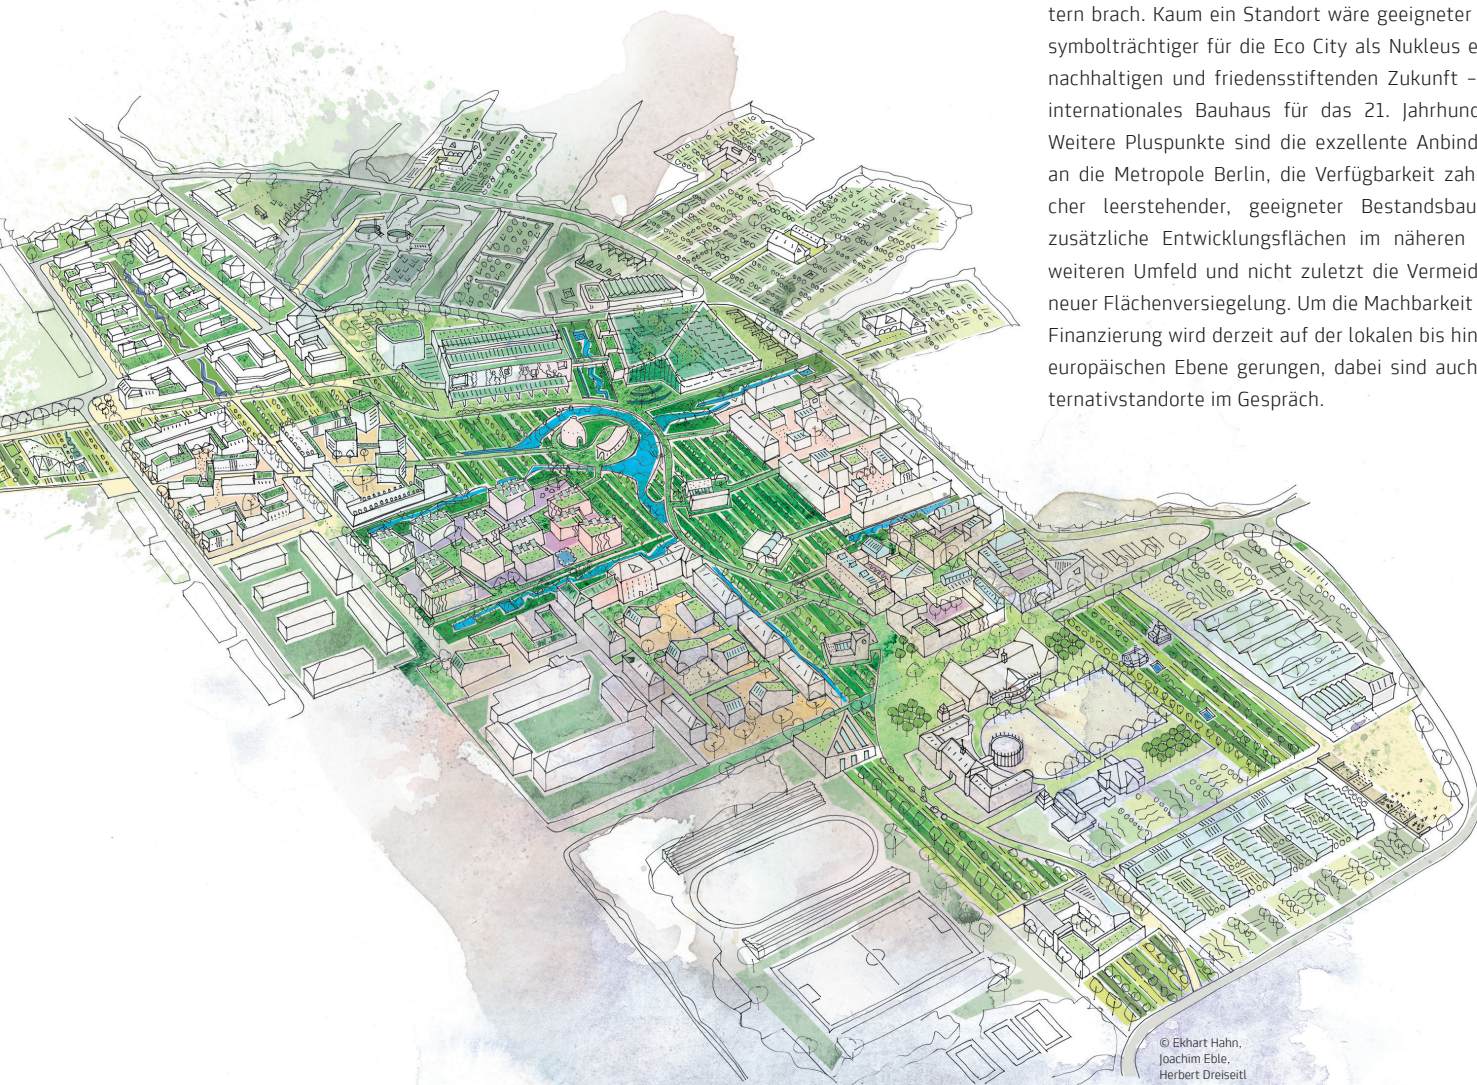 tern brach. Kaum ein Standort wäre geeigneter
symbolträchtiger für die Eco City als Nukleus e
nachhaltigen und friedensstiftenden Zukunft –
internationales Bauhaus für das 21. Jahrhund
Weitere Pluspunkte sind die exzellente Anbind
an die Metropole Berlin, die Verfügbarkeit zahl
cher leerstehender, geeigneter Bestandsbau
zusätzliche Entwicklungsflächen im näheren
weiteren Umfeld und nicht zuletzt die Vermeid
neuer Flächenversiegelung. Um die Machbarkeit
Finanzierung wird derzeit auf der lokalen bis hin
europäischen Ebene gerungen, dabei sind auch
ternativstandorte im Gespräch.
© Ekhart Hahn,
Joachim Eble,
Herbert Dreiseitl